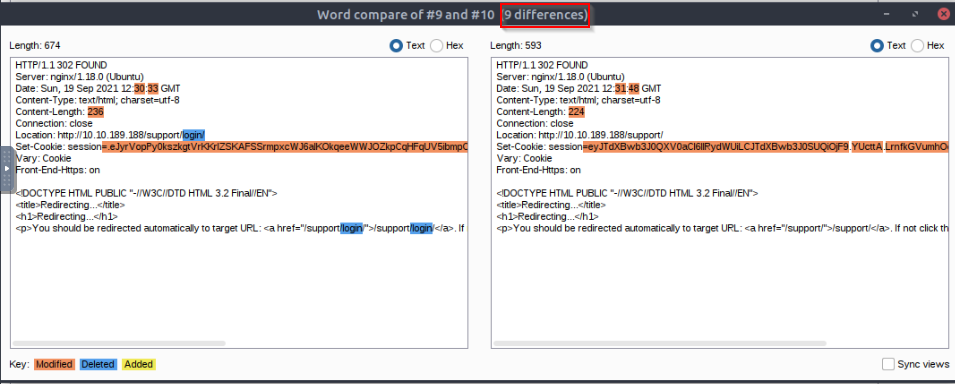 Word compare of #9 and #10 (9 differences)
Length: 674
Text
Hex
HTTP/1.1 302 FOUND
Server: nginx/1.18.0 (Ubuntu)
Date: Sun, 19 Sep 2021 12:30:33 GMT
Content-Type: text/html; charset=utf-8
Content-Length: 236
Connection: close
Location: http://10.10.189.188/support/login/
Set-Cookie:
Vary: Cookie
Front-End-Https: on
<!DOCTYPE HTML PUBLIC "-//W3C//DTD HTML 3.2 Final//EN">
<title>Redirecting...</title>
<h1>Redirecting...</h1>
<p>You should be redirected automatically to target URL: <a href="/support/login/">/support/login/</a>. If
Length: 593
Text
Hex
HTTP/1.1 302 FOUND
Server: nginx/1.18.0 (Ubuntu)
Date: Sun, 19 Sep 2021 12:31:48 GMT
Content-Type: text/html; charset=utf-8
Content-Length: 224
Connection: close
Location: http://10.10.189.188/support/
Set-Cookie:
Vary: Cookie
Front-End-Https: on
<!DOCTYPE HTML PUBLIC "-//W3C//DTD HTML 3.2 Final//EN">
<title>Redirecting...</title>
<h1>Redirecting...</h1>
<p>You should be redirected automatically to target URL: <a href="/support/">/support/</a>. If not click th
Key: Modified Deleted Added
Sync views